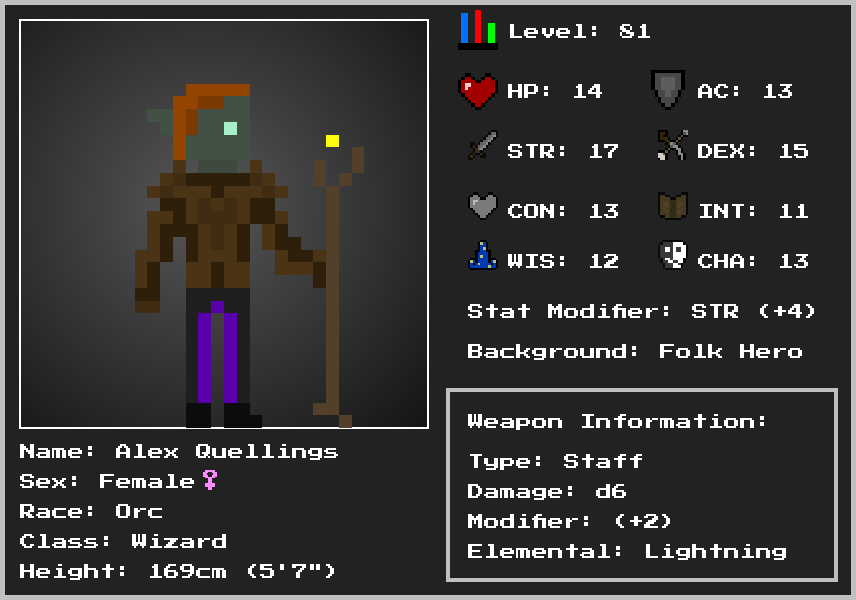 Level: 81
HP: 14 AC: 13
STR: 17 DEX: 15
CON: 13 INT: 11
WIS: 12 CHA: 13
Stat Modifier: STR (+4)
Background: Folk Hero
Weapon Information:
Type: Staff
Damage: d6
Modifier: (+2)
Elemental: Lightning
Name: Alex Quellings
Sex: Female♀
Race: Orc
Class: Wizard
Height: 169cm (5'7")